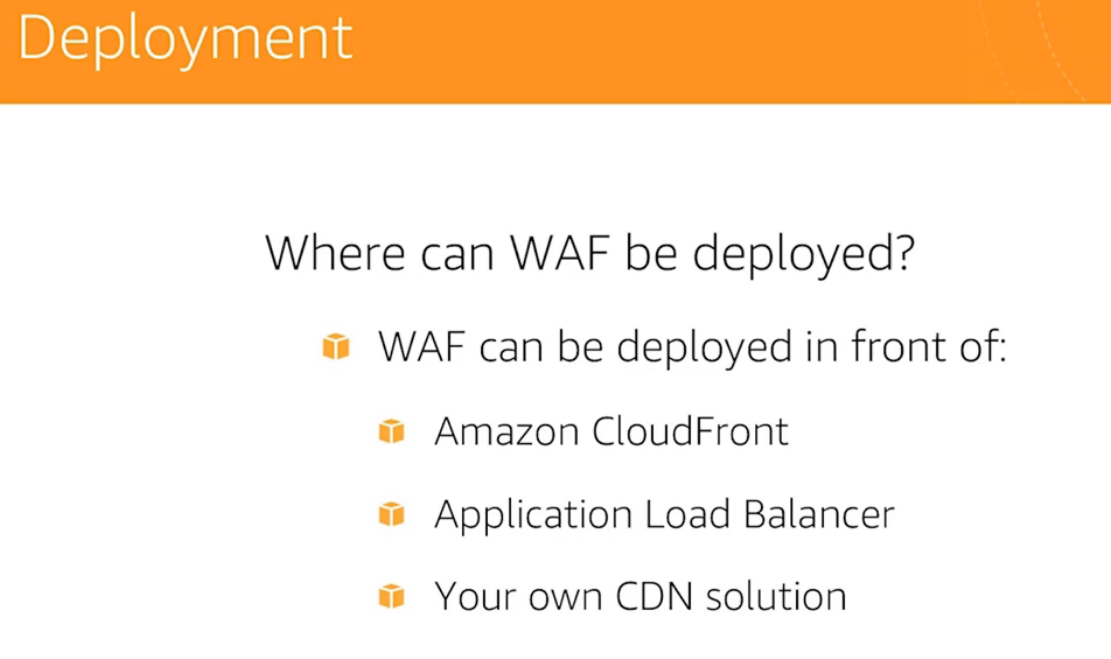 Deployment
Where can WAF be deployed?
WAF can be deployed in front of:
Amazon CloudFront
Application Load Balancer
Your own CDN solution